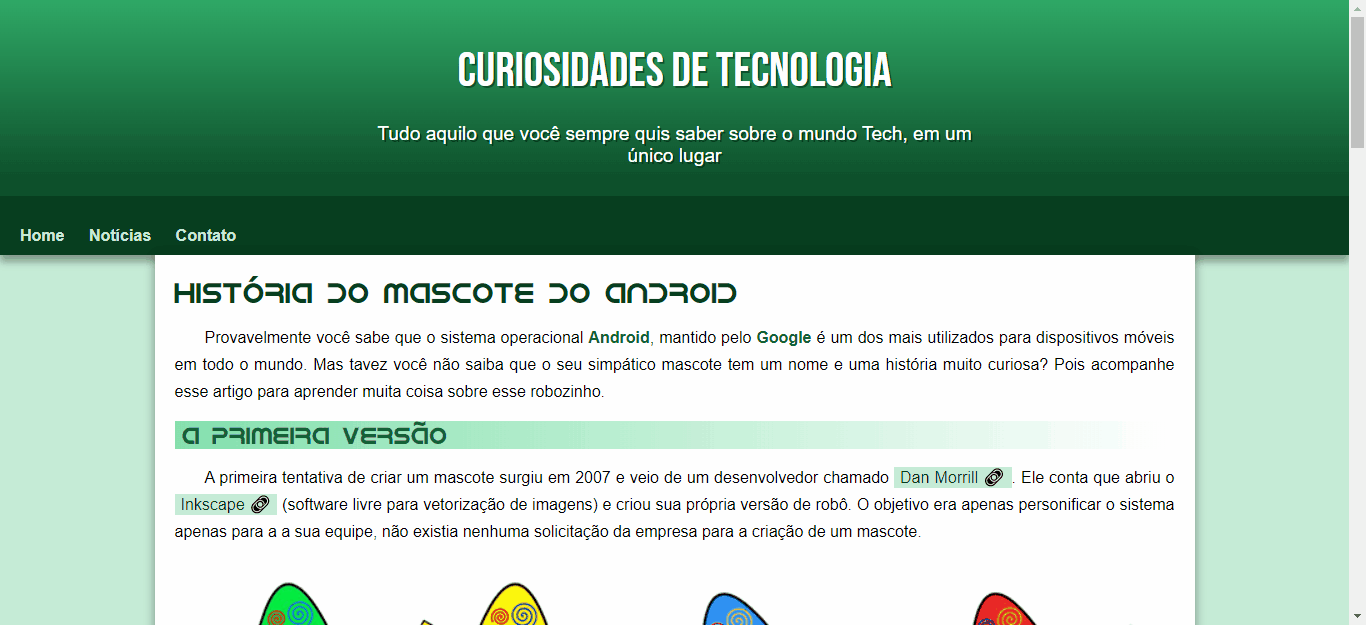 CURIOSIDADES DE TECNOLOGIA
Tudo aquilo que você sempre quis saber sobre o mundo Tech, em um
único lugar
Home Notícias Contato
HISTÓRIA DO MASCOTE DO ANDROID
Provavelmente você sabe que o sistema operacional Android, mantido pelo Google é um dos mais utilizados para dispositivos móveis
em todo o mundo. Mas tavez você não saiba que o seu simpático mascote tem um nome e uma história muito curiosa? Pois acompanhe
esse artigo para aprender muita coisa sobre esse robozinho.
A PRIMEIRA VERSÃO
A primeira tentativa de criar um mascote surgiu em 2007 e veio de um desenvolvedor chamado Dan Morrill . Ele conta que abriu o
Inkscape (software livre para vetorização de imagens) e criou sua própria versão de robô. O objetivo era apenas personificar o sistema
apenas para a a sua equipe, não existia nenhuma solicitação da empresa para a criação de um mascote.